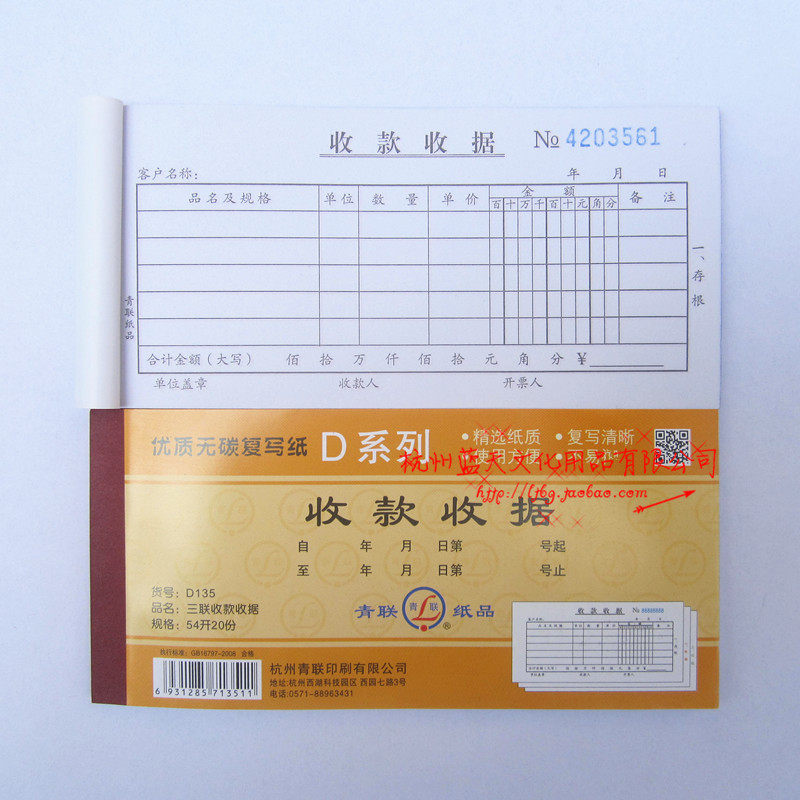 收款收据 № 4203561
客户名称: 年 月 日
品名及规格 单位 数量 单价 金额 备注
百 十 万 千 百 十 元 角 分
一、存根
青联纸品
合计金额(大写) 佰 拾 万 仟 佰 拾 元 角 分 ¥
单位盖章 收款人 开票人
优质无碳复写纸 D系列
•精选纸质 •复写清晰
•使用方便
杭州蓝天文化用品有限公司
http://ltbg.taobao.com/
收款收据
自 年 月 日第 号起
至 年 月 日第 号止
货号: D135
品名: 三联收款收据
规格: 54开20份
青联 青联 纸品 ®
收款收据 № 88888888
执行标准: GB16797-2008 合格
6 931285 713511
杭州青联印刷有限公司
地址:杭州西湖科技园区 西园七路3号
电话:0571-88963431